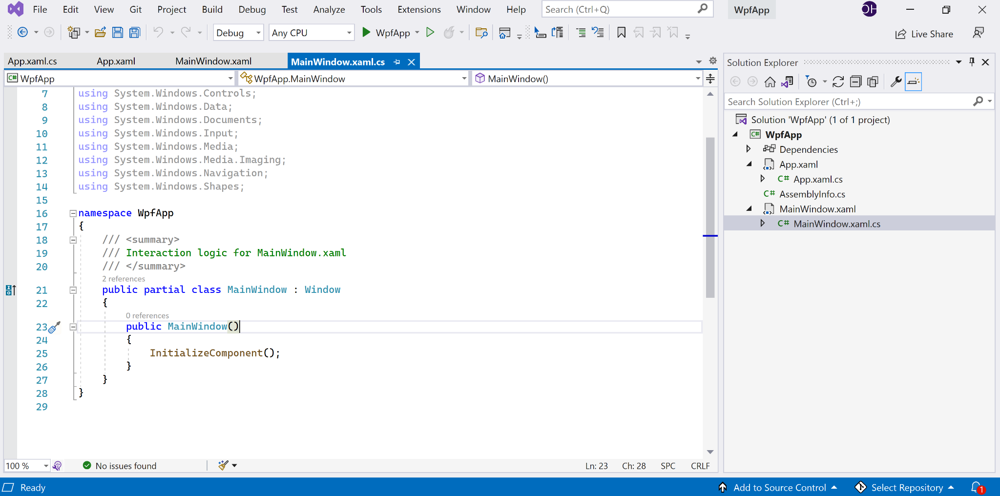 File Edit View Git Project Build Debug Test Analyze Tools Extensions Window Help Search (Ctrl+Q) WpfApp OH
Debug Any CPU WpfApp Live Share
App.xaml.cs App.xaml MainWindow.xaml MainWindow.xaml.cs
C# WpfApp WpfApp.MainWindow MainWindow()
7 using System.Windows.Controls;
8 using System.Windows.Data;
9 using System.Windows.Documents;
10 using System.Windows.Input;
11 using System.Windows.Media;
12 using System.Windows.Media.Imaging;
13 using System.Windows.Navigation;
14 using System.Windows.Shapes;
15
16 namespace WpfApp
17 {
18 /// <summary>
19 /// Interaction logic for MainWindow.xaml
20 /// </summary>
2 references
21 public partial class MainWindow : Window
22 {
0 references
23 public MainWindow()
24 {
25 InitializeComponent();
26 }
27 }
28 }
29
100 % No issues found Ln: 23 Ch: 28 SPC CRLF
Solution Explorer
Search Solution Explorer (Ctrl+;)
Solution 'WpfApp' (1 of 1 project)
C# WpfApp
Dependencies
App.xaml
C# App.xaml.cs
C# AssemblyInfo.cs
MainWindow.xaml
C# MainWindow.xaml.cs
Ready Add to Source Control Select Repository 1